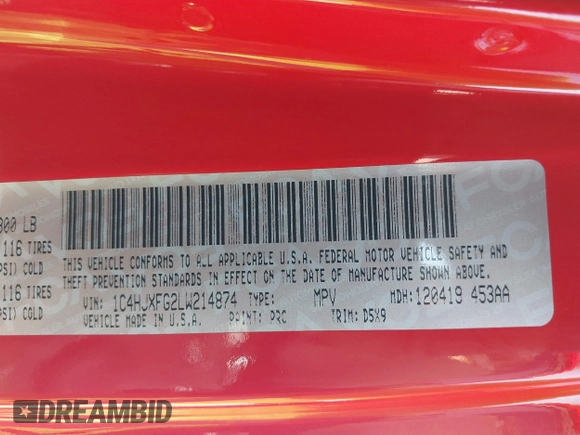 300 LB
116 TIRES
PSI) COLD
116 TIRES
PSI) COLD
THIS VEHICLE CONFORMS TO ALL APPLICABLE U.S.A. FEDERAL MOTOR VEHICLE SAFETY AND
THEFT PREVENTION STANDARDS IN EFFECT ON THE DATE OF MANUFACTURE SHOWN ABOVE.
VIN: 1C4HJXFG2LW214874 TYPE: MPV MDH: 120419 453AA
VEHICLE MADE IN U.S.A. PAINT: PRC TRIM: D5X9
DREAMBID